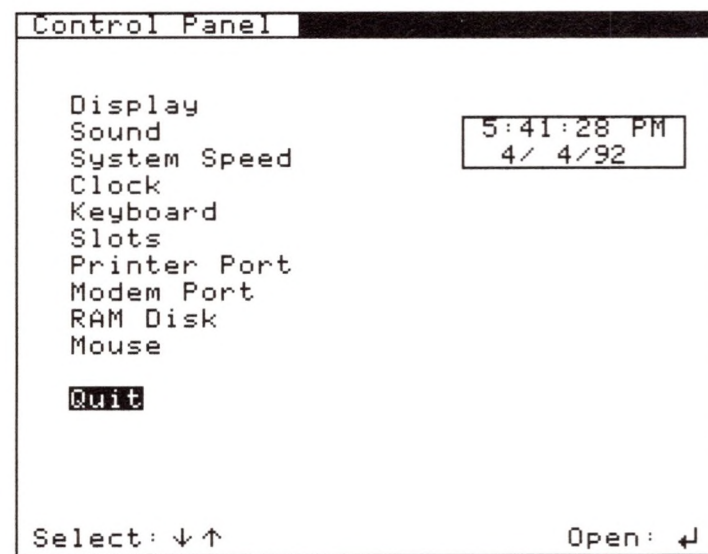 Control Panel
Display
Sound
System Speed
Clock
Keyboard
Slots
Printer Port
Modem Port
RAM Disk
Mouse
Quit
5:41:28 PM
4/ 4/92
Select: ↓ ↑
Open: ↵